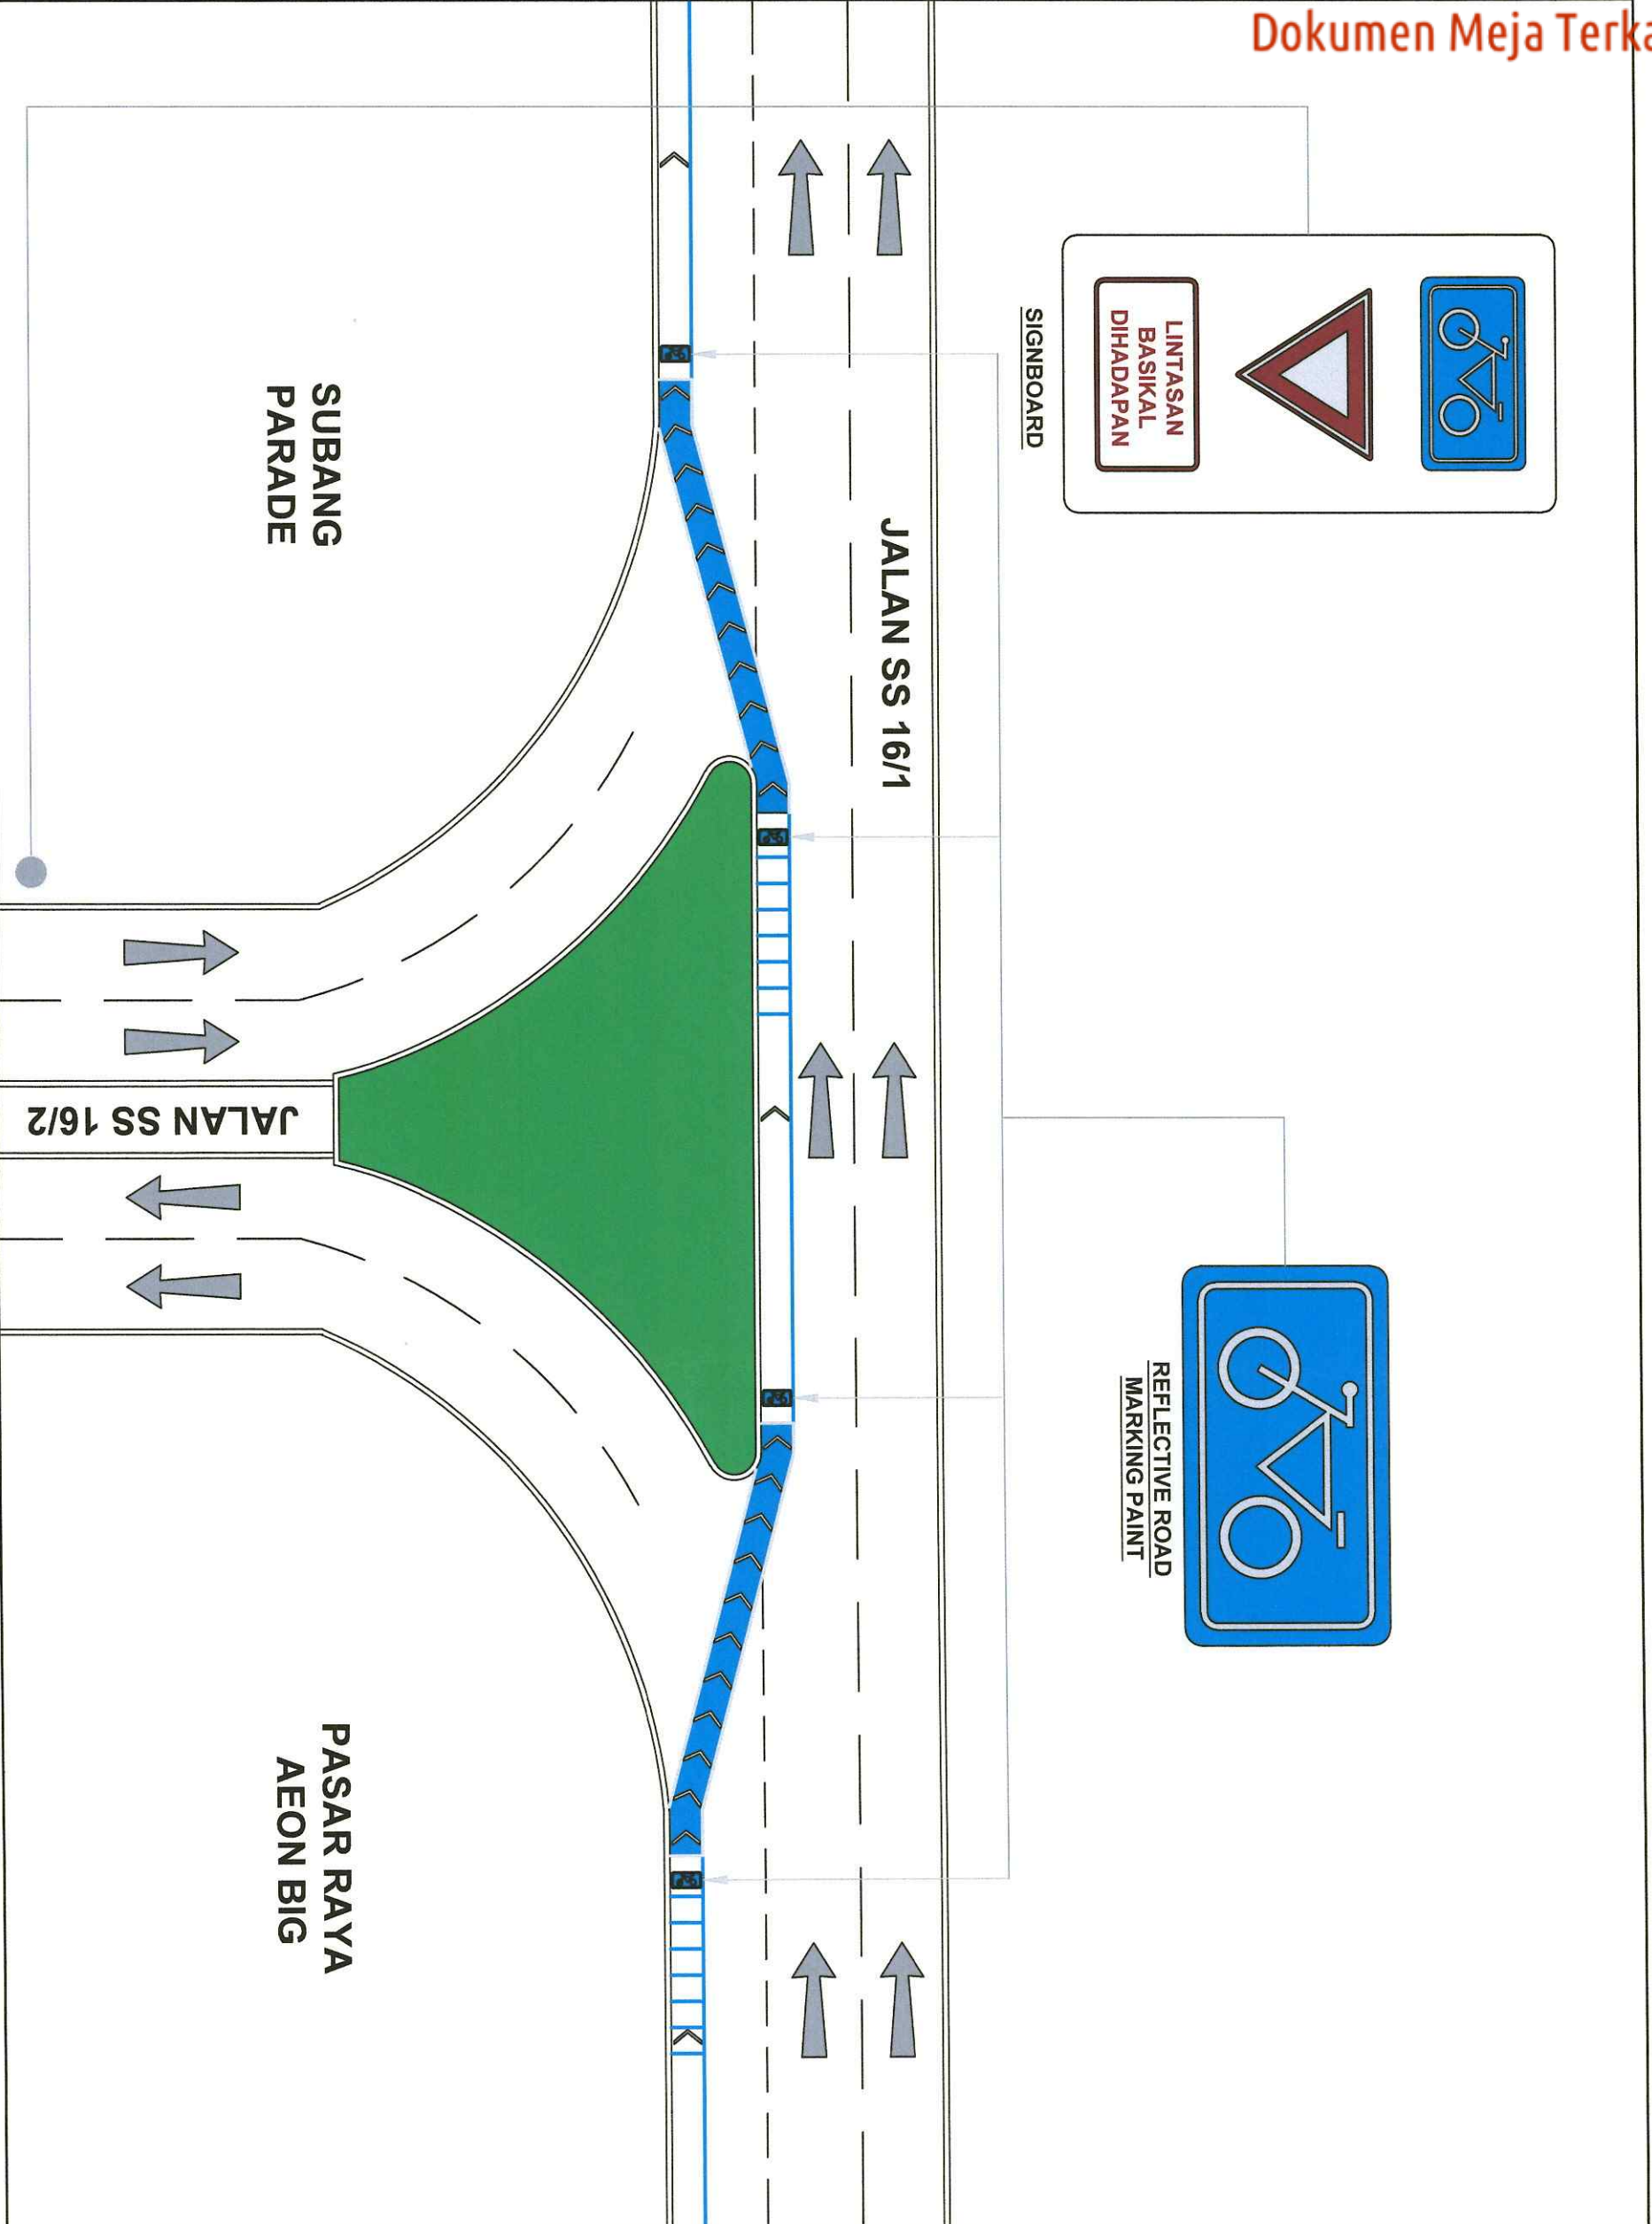 Dokumen Meja Terka
LINTASAN
BASIKAL
DIHADAPAN
SIGNBOARD
JALAN SS 16/1
SUBANG
PARADE
JALAN SS 16/2
REFLECTIVE ROAD
MARKING PAINT
PASAR RAYA
AEON BIG